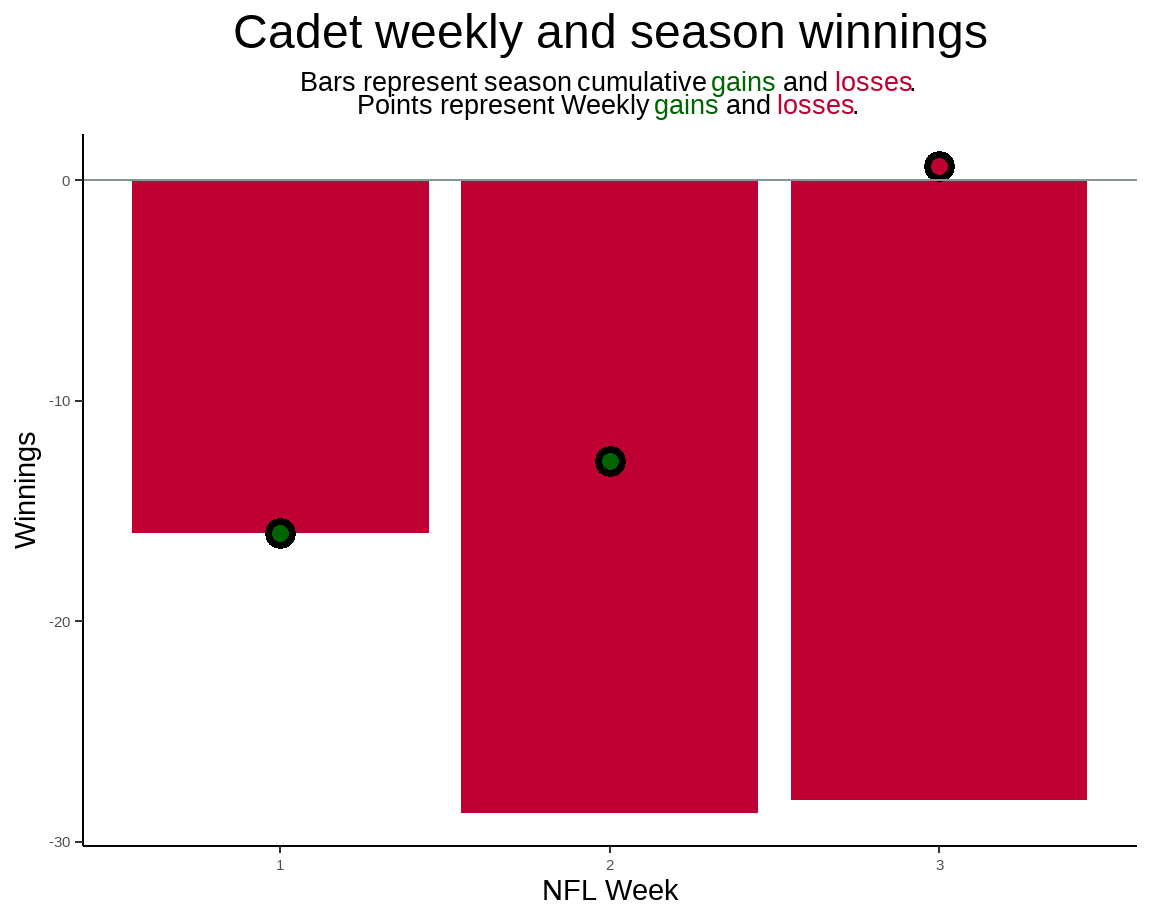 Cadet weekly and season winnings
Bars represent season cumulative gains and losses.
Points represent Weekly gains and losses.
0
-10
-20
-30
Winnings
1 2 3
NFL Week